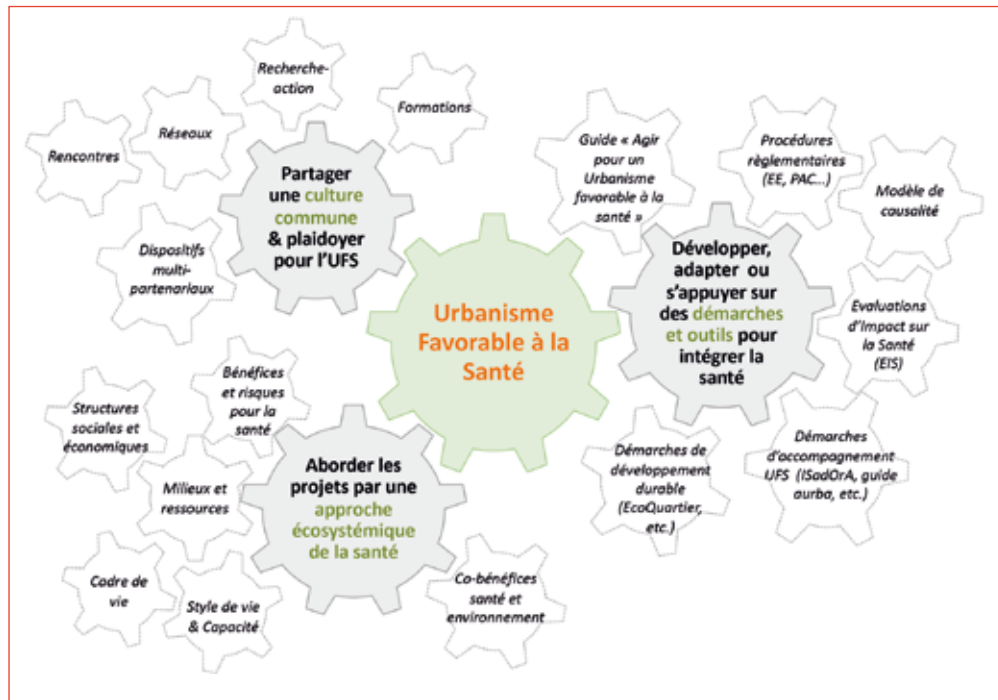 Recherche-
action
Formations
Réseaux
Rencontres
Partager
une culture
commune
& plaidoyer
pour l'UFS
Dispositifs
multi-
partenariaux
Guide « Agir
pour un
Urbanisme
favorable à la
santé »
Procédures
règlementaires
(EE, PAC...)
Modèle de
causalité
Développer,
adapter ou
s'appuyer sur
des démarches
et outils pour
intégrer la
santé
Evaluations
d'Impact sur
la Santé
(EIS)
Urbanisme
Favorable à la
Santé
Bénéfices
et risques
pour la
santé
Structures
sociales et
économiques
Milieux et
ressources
Aborder les
projets par une
approche
écosystémique
de la santé
Cadre de
vie
Style de vie
& Capacité
Co-bénéfices
santé et
environnement
Démarches de
développement
durable
(EcoQuartier,
etc.)
Démarches
d'accompagnement
UFS (ISadOrA, guide
aurba, etc.)